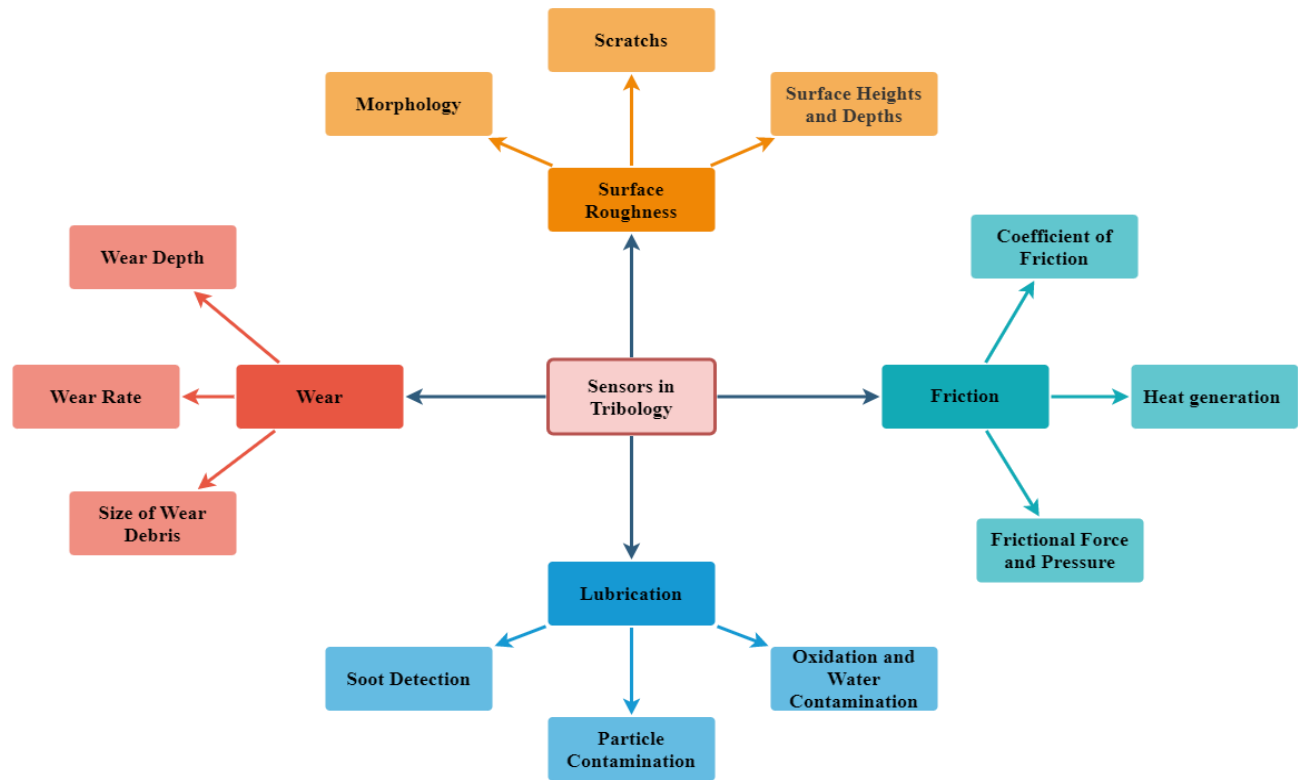 Scratchs
Morphology
Surface Heights
and Depths
Surface
Roughness
Coefficient of
Friction
Wear Depth
Wear Rate
Wear
Sensors in
Tribology
Friction
Heat generation
Size of Wear
Debris
Frictional Force
and Pressure
Lubrication
Soot Detection
Oxidation and
Water
Contamination
Particle
Contamination